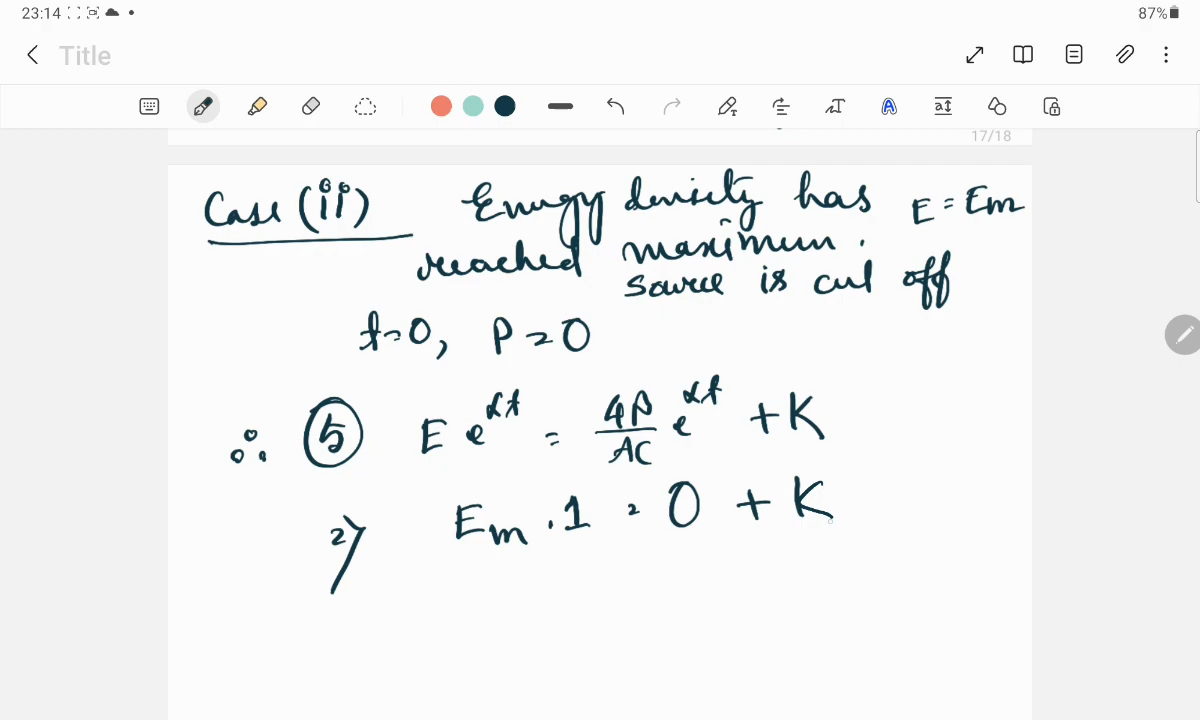 23:14
87%
Title
17/18
Case (ii) Energy density has E = Em
reached maximum.
source is cut off
t=0, P=0
∴ (5) E e^αt = 4P/AC e^αt + K
⇒ Em . 1 = 0 + K